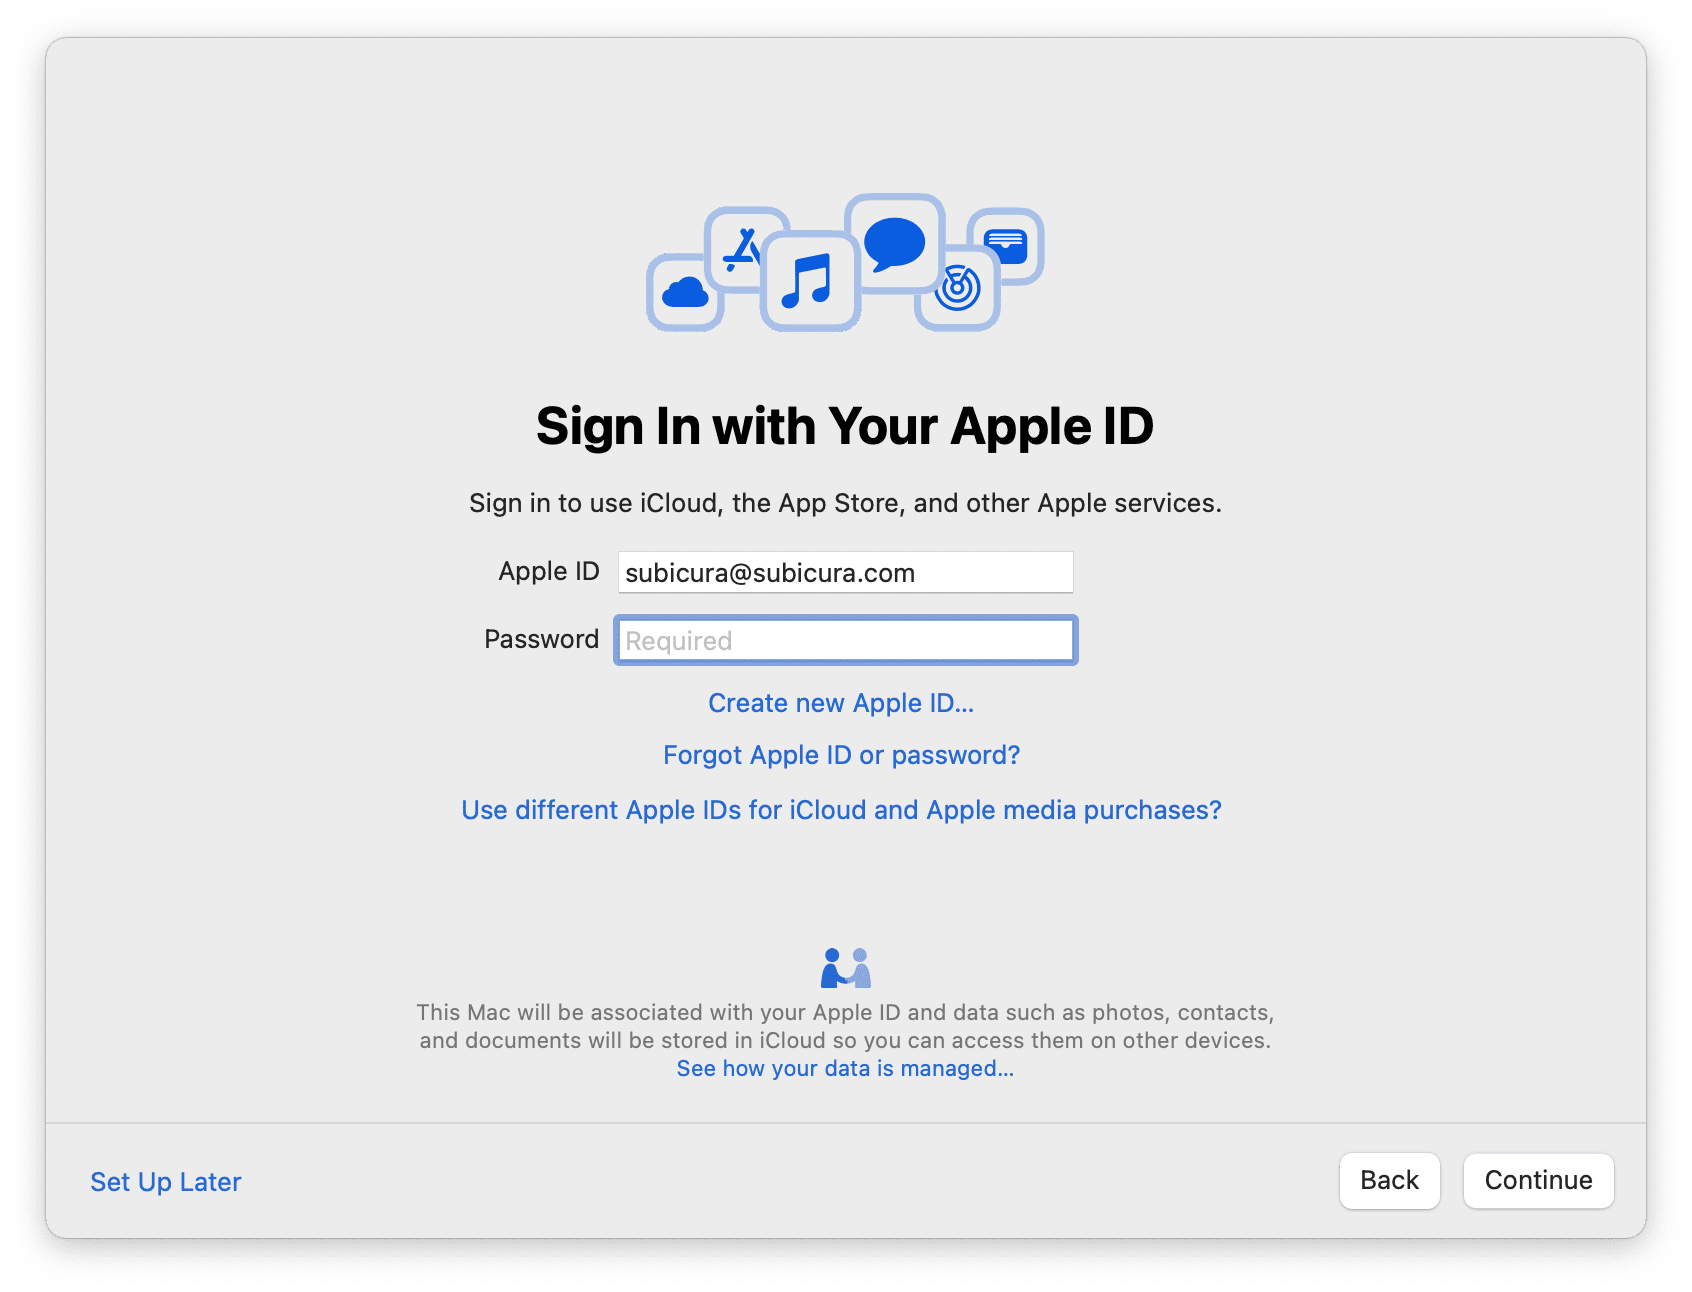 Sign In with Your Apple ID
Sign in to use iCloud, the App Store, and other Apple services.
Apple ID subicura@subicura.com
Password Required
Create new Apple ID...
Forgot Apple ID or password?
Use different Apple IDs for iCloud and Apple media purchases?
This Mac will be associated with your Apple ID and data such as photos, contacts,
and documents will be stored in iCloud so you can access them on other devices.
See how your data is managed...
Set Up Later Back Continue